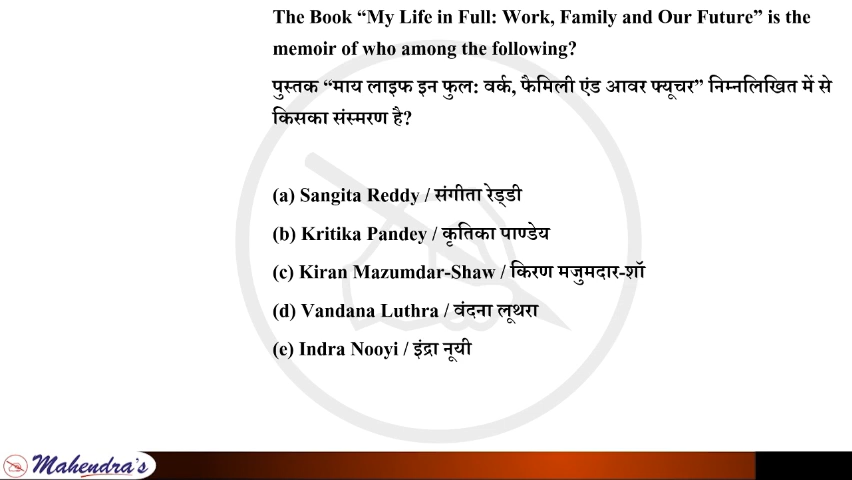 The Book “My Life in Full: Work, Family and Our Future” is the
memoir of who among the following?
पुस्तक “माय लाइफ इन फुल: वर्क, फैमिली एंड आवर फ्यूचर” निम्नलिखित में से
किसका संस्मरण है?
(a) Sangita Reddy / संगीता रेड्डी
(b) Kritika Pandey / कृतिका पाण्डेय
(c) Kiran Mazumdar-Shaw / किरण मजुमदार-शॉ
(d) Vandana Luthra / वंदना लूथरा
(e) Indra Nooyi / इंद्रा नूयी
Mahendra's